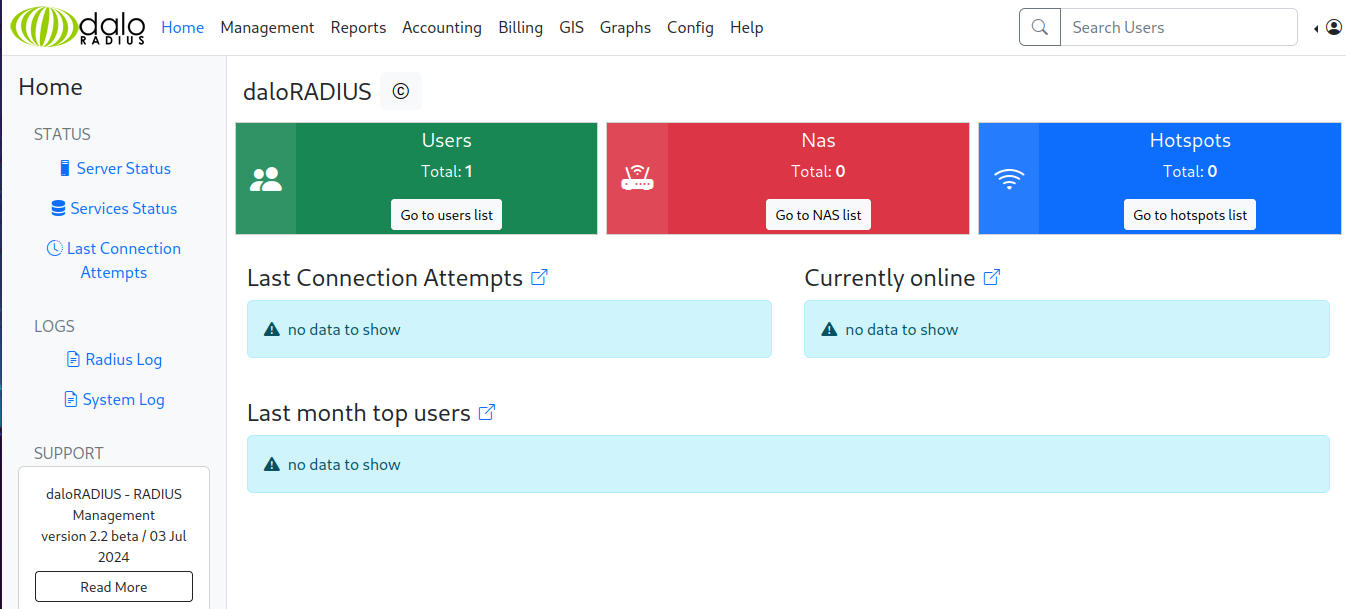 dalo
RADIUS
Home Management Reports Accounting Billing GIS Graphs Config Help
Search Users
Home
STATUS
Server Status
Services Status
Last Connection
Attempts
LOGS
Radius Log
System Log
SUPPORT
daloRADIUS - RADIUS
Management
version 2.2 beta / 03 Jul
2024
Read More
daloRADIUS ©
Users
Total: 1
Go to users list
Nas
Total: 0
Go to NAS list
Hotspots
Total: 0
Go to hotspots list
Last Connection Attempts
no data to show
Currently online
no data to show
Last month top users
no data to show